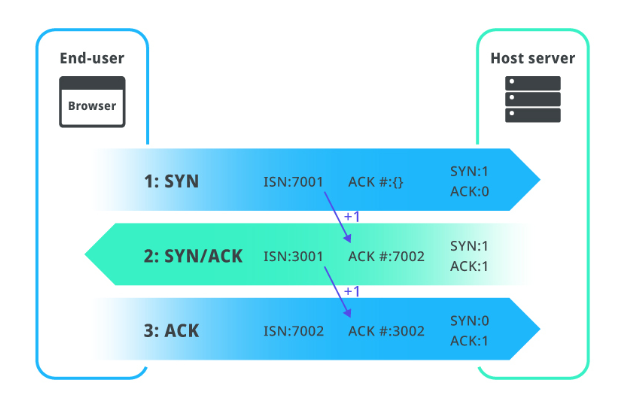 End-user
Host server
Browser
1: SYN ISN:7001 ACK #:{} SYN:1
ACK:0
+1
2: SYN/ACK ISN:3001 ACK #:7002 SYN:1
ACK:1
+1
3: ACK ISN:7002 ACK #:3002 SYN:0
ACK:1